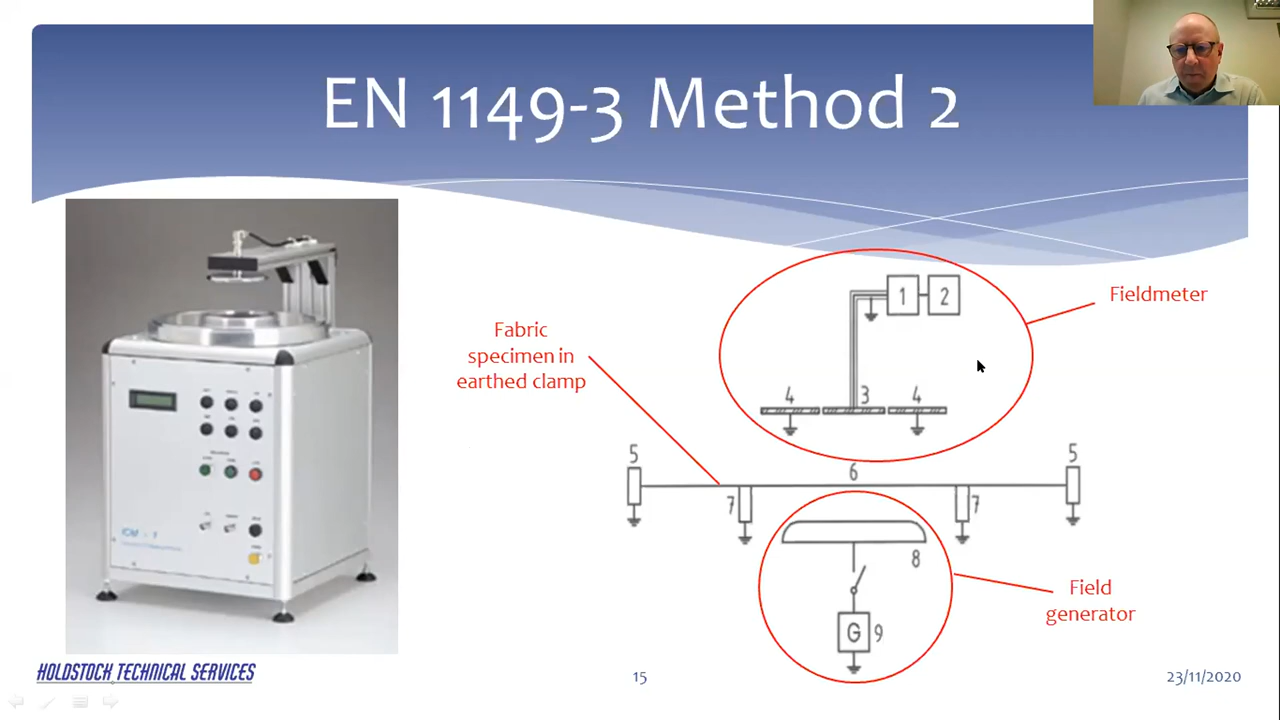 EN 1149-3 Method 2
Fieldmeter
1 2
Fabric
specimen in
earthed clamp
4 3 4
5 6 5
7 7
8
Field
generator
G 9
HOLDSTOCK TECHNICAL SERVICES
15
23/11/2020